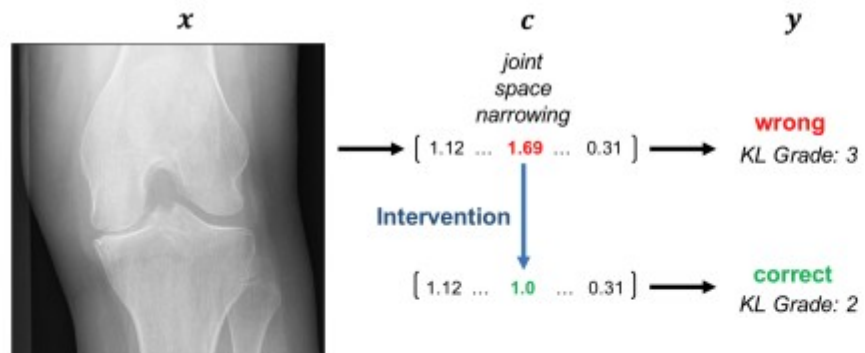 x c y
joint
space
narrowing
[ 1.12 ... 1.69 ... 0.31 ]
wrong
KL Grade: 3
Intervention
[ 1.12 ... 1.0 ... 0.31 ]
correct
KL Grade: 2